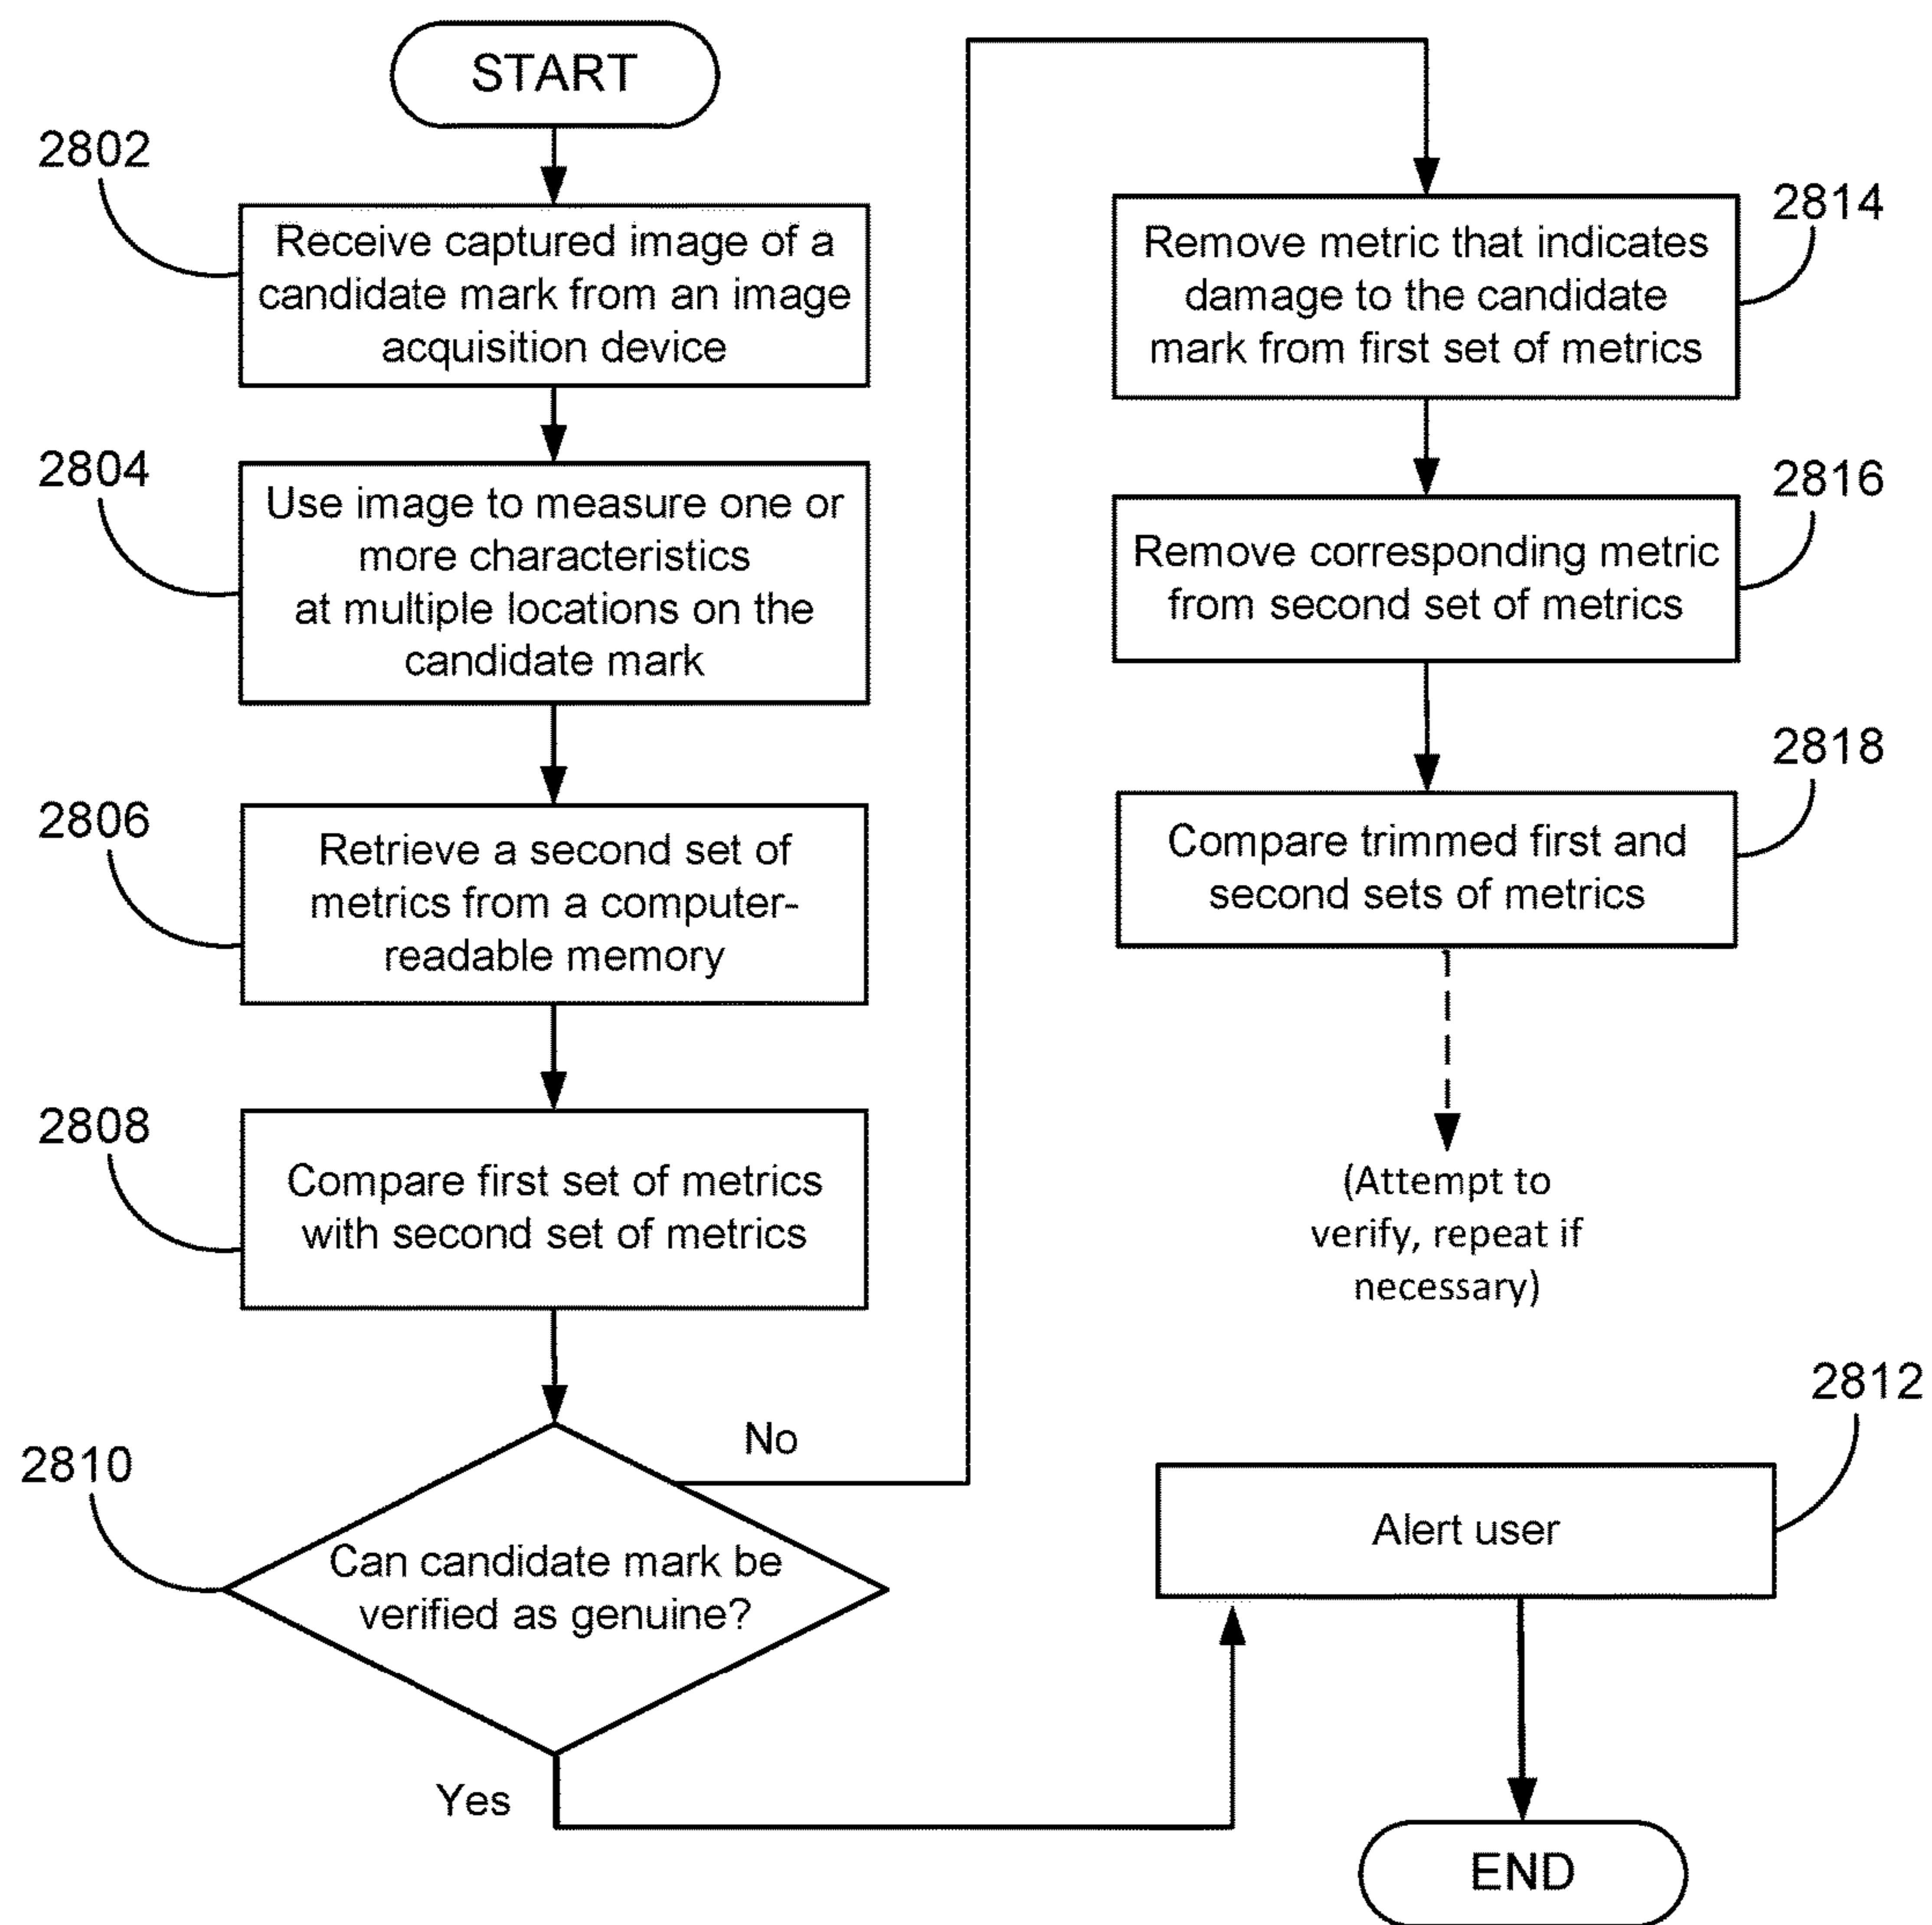 START
2802
Receive captured image of a
candidate mark from an image
acquisition device
2804
Use image to measure one or
more characteristics
at multiple locations on the
candidate mark
2806
Retrieve a second set of
metrics from a computer-
readable memory
2808
Compare first set of metrics
with second set of metrics
2810
Can candidate mark be
verified as genuine?
No
Yes
2814
Remove metric that indicates
damage to the candidate
mark from first set of metrics
2816
Remove corresponding metric
from second set of metrics
2818
Compare trimmed first and
second sets of metrics
(Attempt to
verify, repeat if
necessary)
2812
Alert user
END